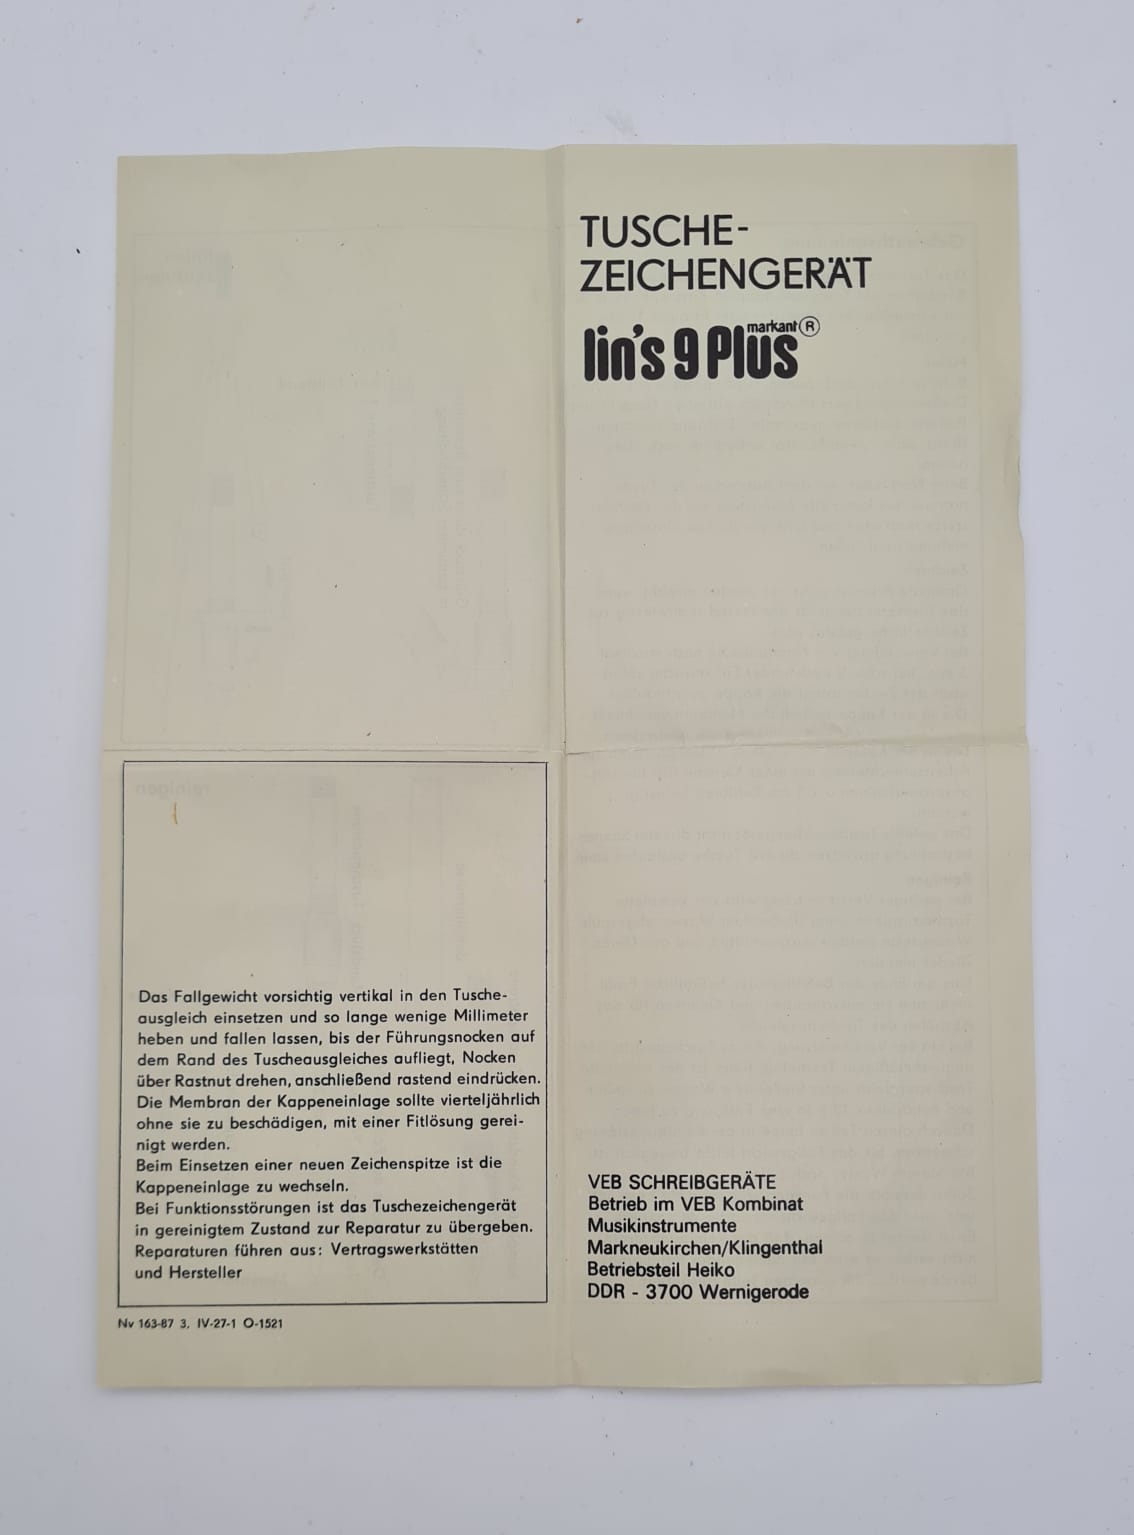 TUSCHE-
ZEICHENGERÄT
markant®
lin's 9 Plus
Das Fallgewicht vorsichtig vertikal in den Tusche-
ausgleich einsetzen und so lange wenige Millimeter
heben und fallen lassen, bis der Führungsnocken auf
dem Rand des Tuscheausgleiches aufliegt, Nocken
über Rastnut drehen, anschließend rastend eindrücken.
Die Membran der Kappeneinlage sollte vierteljährlich
ohne sie zu beschädigen, mit einer Fitlösung gerei-
nigt werden.
Beim Einsetzen einer neuen Zeichenspitze ist die
Kappeneinlage zu wechseln.
Bei Funktionsstörungen ist das Tuschezeichengerät
in gereinigtem Zustand zur Reparatur zu übergeben.
Reparaturen führen aus: Vertragswerkstätten
und Hersteller
Nv 163-87 3. IV-27-1 O-1521
VEB SCHREIBGERÄTE
Betrieb im VEB Kombinat
Musikinstrumente
Markneukirchen/Klingenthal
Betriebsteil Heiko
DDR - 3700 Wernigerode